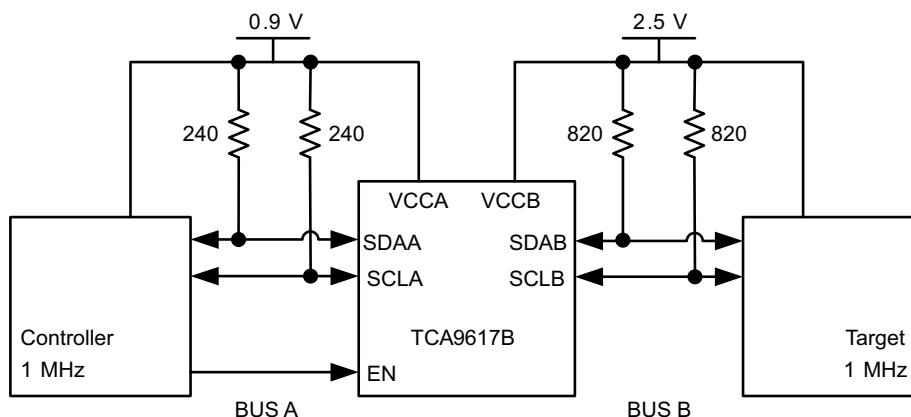 0.9 V
2.5 V
240
240
820
820
VCCA
VCCB
SDAA
SDAB
SCLA
SCLB
Controller
1 MHz
TCA9617B
Target
1 MHz
EN
BUS A
BUS B